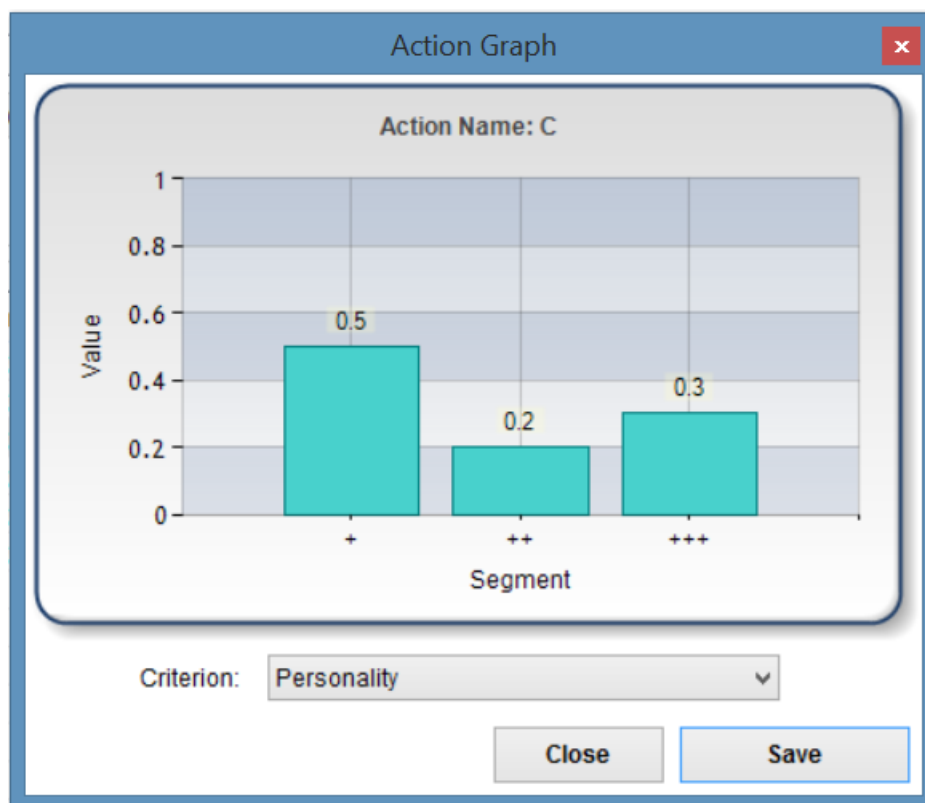 Action Graph
x
Action Name: C
1
0.8
0.6
0.4
0.2
0
Value
0.5
0.2
0.3
+
++
+++
Segment
Criterion: Personality
Close Save